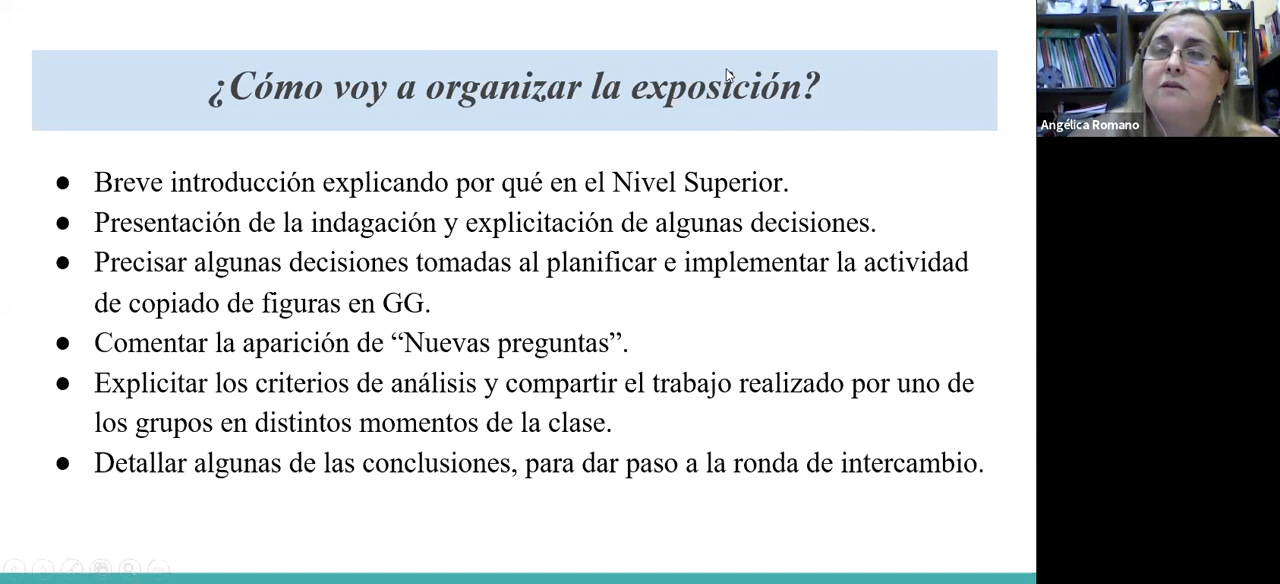 ¿Cómo voy a organizar la exposición?
● Breve introducción explicando por qué en el Nivel Superior.
● Presentación de la indagación y explicitación de algunas decisiones.
● Precisar algunas decisiones tomadas al planificar e implementar la actividad
de copiado de figuras en GG.
● Comentar la aparición de “Nuevas preguntas”.
● Explicitar los criterios de análisis y compartir el trabajo realizado por uno de
los grupos en distintos momentos de la clase.
● Detallar algunas de las conclusiones, para dar paso a la ronda de intercambio.
Angélica Romano